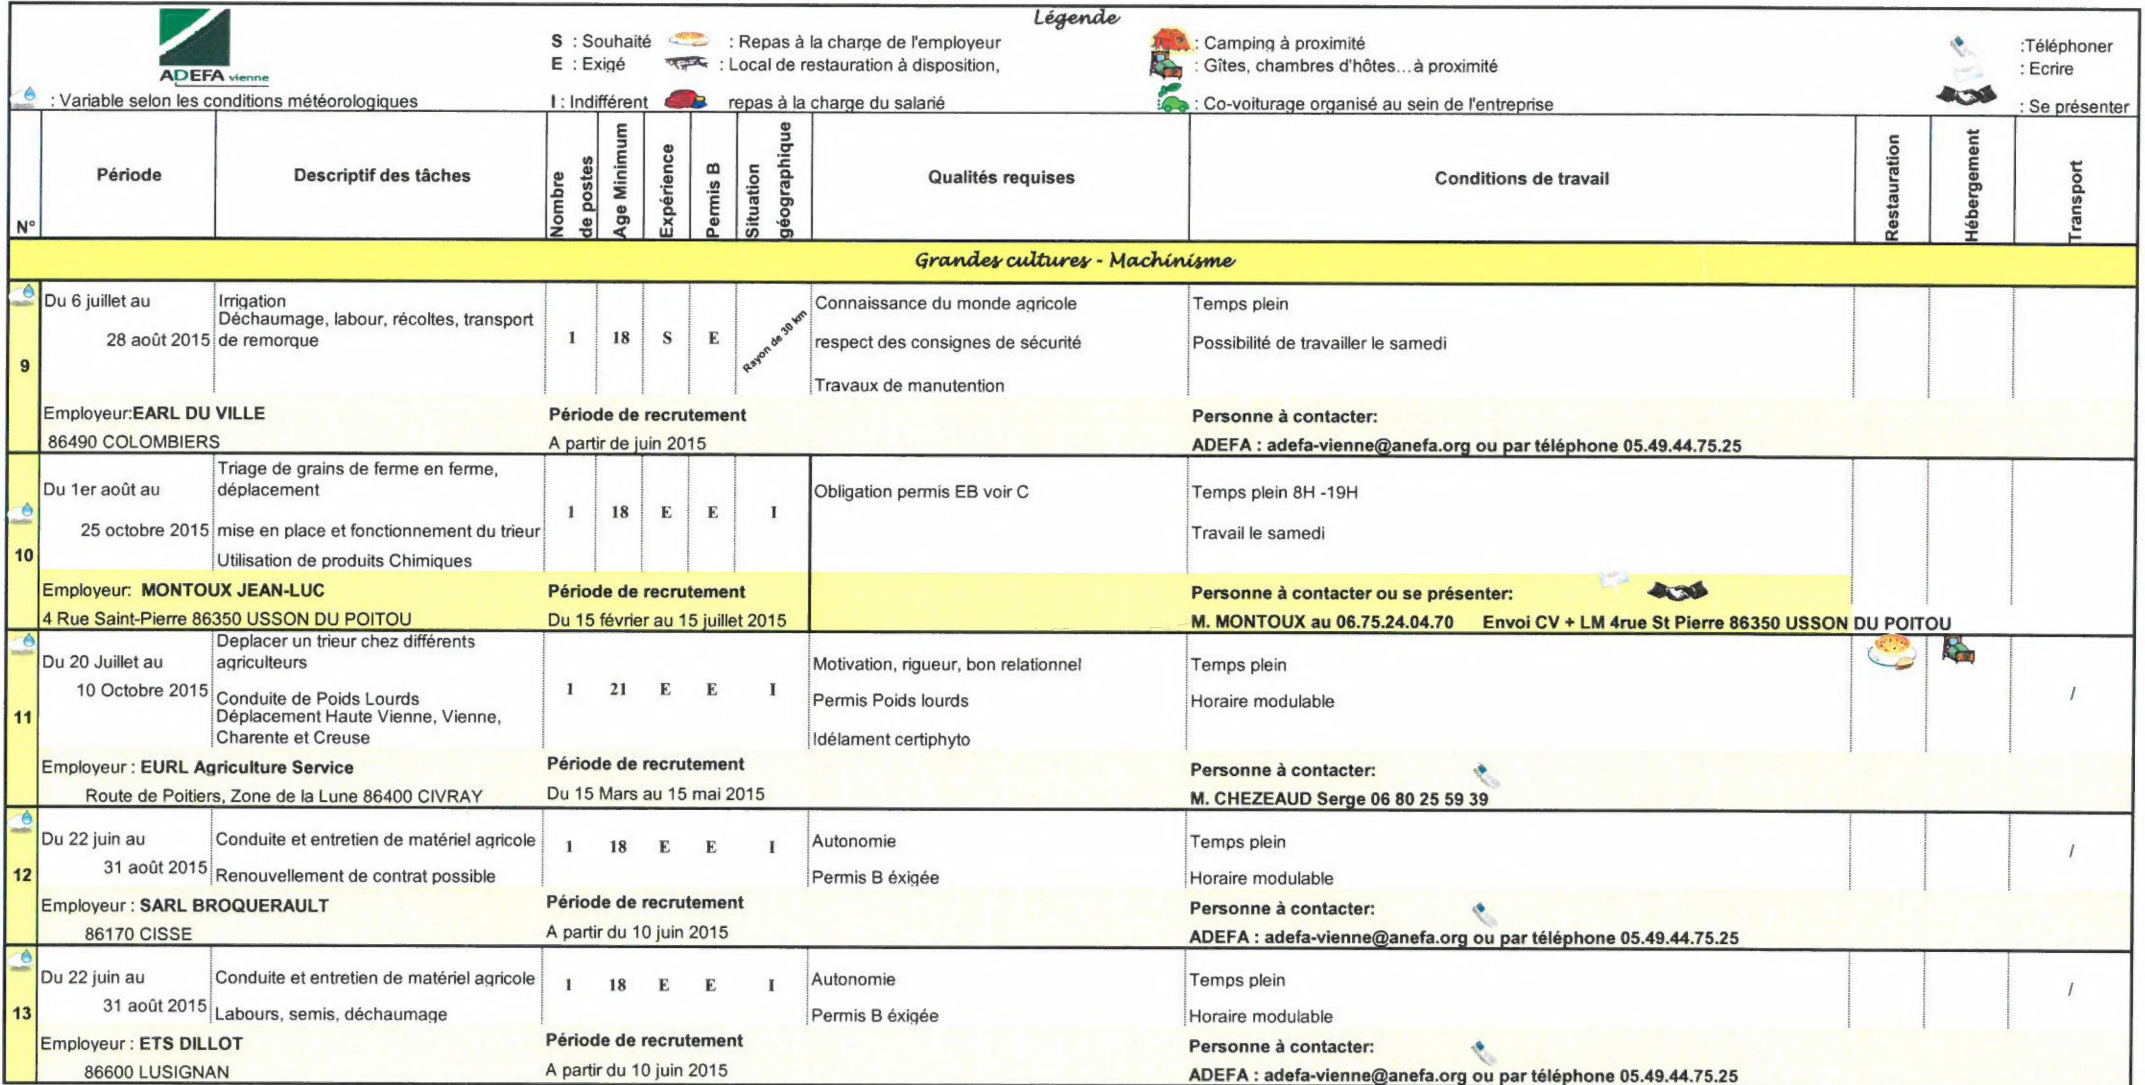 Légende
ADEFA vienne
S : Souhaité : Repas à la charge de l'employeur : Camping à proximité :Téléphoner
E : Exigé : Local de restauration à disposition, : Gîtes, chambres d'hôtes...à proximité : Ecrire
: Variable selon les conditions météorologiques I : Indifférent repas à la charge du salarié : Co-voiturage organisé au sein de l'entreprise : Se présenter
N° Période Descriptif des tâches Nombre de postes Age Minimum Expérience Permis B Situation géographique Qualités requises Conditions de travail Restauration Hébergement Transport
Grandes cultures - Machinisme
9
Du 6 juillet au
28 août 2015
Irrigation
Déchaumage, labour, récoltes, transport
de remorque
1 18 S E Rayon de 30 km
Connaissance du monde agricole
respect des consignes de sécurité
Travaux de manutention
Temps plein
Possibilité de travailler le samedi
Employeur:EARL DU VILLE
86490 COLOMBIERS
Période de recrutement
A partir de juin 2015
Personne à contacter:
ADEFA : adefa-vienne@anefa.org ou par téléphone 05.49.44.75.25
10
Du 1er août au
25 octobre 2015
Triage de grains de ferme en ferme,
déplacement
mise en place et fonctionnement du trieur
Utilisation de produits Chimiques
1 18 E E I
Obligation permis EB voir C
Temps plein 8H -19H
Travail le samedi
Employeur: MONTOUX JEAN-LUC
4 Rue Saint-Pierre 86350 USSON DU POITOU
Période de recrutement
Du 15 février au 15 juillet 2015
Personne à contacter ou se présenter:
M. MONTOUX au 06.75.24.04.70 Envoi CV + LM 4rue St Pierre 86350 USSON DU POITOU
11
Du 20 Juillet au
10 Octobre 2015
Deplacer un trieur chez différents
agriculteurs
Conduite de Poids Lourds
Déplacement Haute Vienne, Vienne,
Charente et Creuse
1 21 E E I
Motivation, rigueur, bon relationnel
Permis Poids lourds
Idélament certiphyto
Temps plein
Horaire modulable
/
Employeur : EURL Agriculture Service
Route de Poitiers, Zone de la Lune 86400 CIVRAY
Période de recrutement
Du 15 Mars au 15 mai 2015
Personne à contacter:
M. CHEZEAUD Serge 06 80 25 59 39
12
Du 22 juin au
31 août 2015
Conduite et entretien de matériel agricole
Renouvellement de contrat possible
1 18 E E I
Autonomie
Permis B éxigée
Temps plein
Horaire modulable
/
Employeur : SARL BROQUERAULT
86170 CISSE
Période de recrutement
A partir du 10 juin 2015
Personne à contacter:
ADEFA : adefa-vienne@anefa.org ou par téléphone 05.49.44.75.25
13
Du 22 juin au
31 août 2015
Conduite et entretien de matériel agricole
Labours, semis, déchaumage
1 18 E E I
Autonomie
Permis B éxigée
Temps plein
Horaire modulable
/
Employeur : ETS DILLOT
86600 LUSIGNAN
Période de recrutement
A partir du 10 juin 2015
Personne à contacter:
ADEFA : adefa-vienne@anefa.org ou par téléphone 05.49.44.75.25